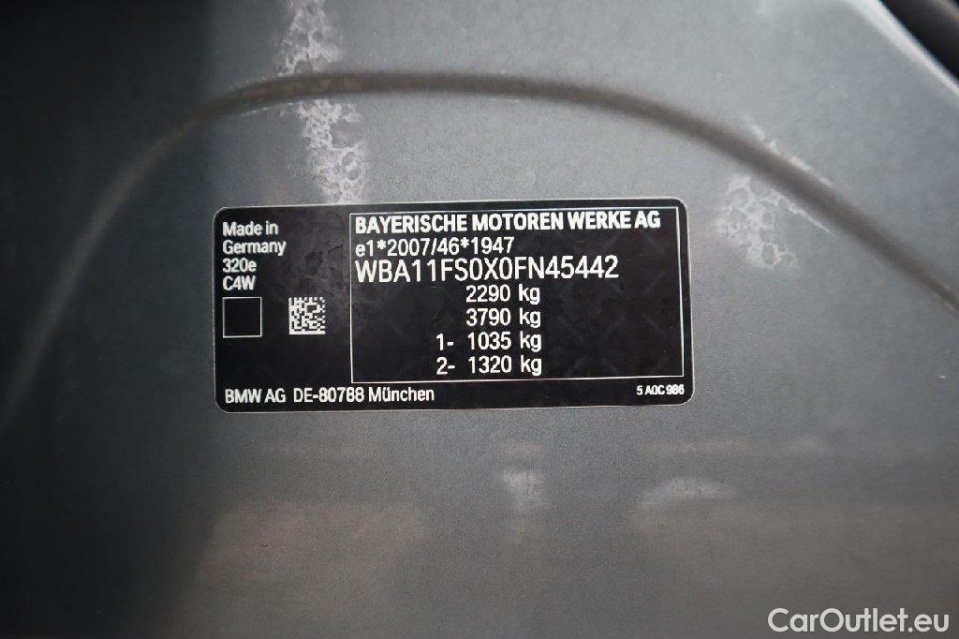 Made in
Germany
320e
C4W
BAYERISCHE MOTOREN WERKE AG
e1*2007/46*1947
WBA11FS0X0FN45442
2290 kg
3790 kg
1- 1035 kg
2- 1320 kg
BMW AG DE-80788 München
5 A0C 986
CarOutlet.eu